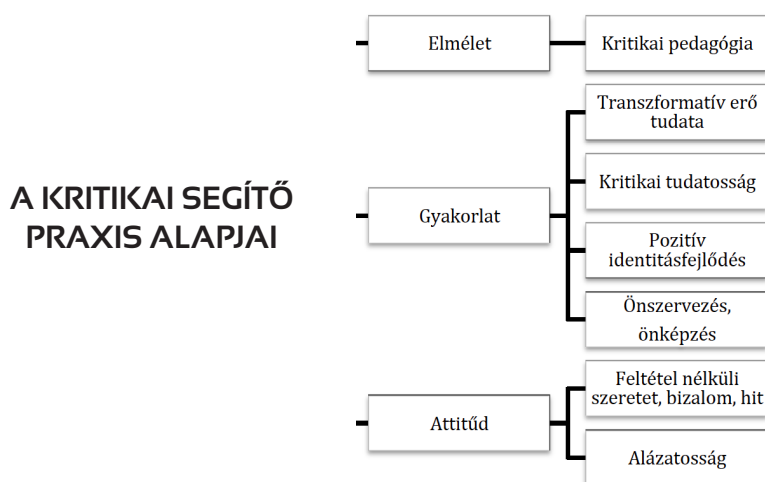 A KRITIKAI SEGÍTŐ
PRAXIS ALAPJAI
Elmélet
Kritikai pedagógia
Gyakorlat
Transzformatív erő
tudata
Kritikai tudatosság
Pozitív
identitásfejlődés
Önszervezés,
önképzés
Attitűd
Feltétel nélküli
szeretet, bizalom, hit
Alázatosság